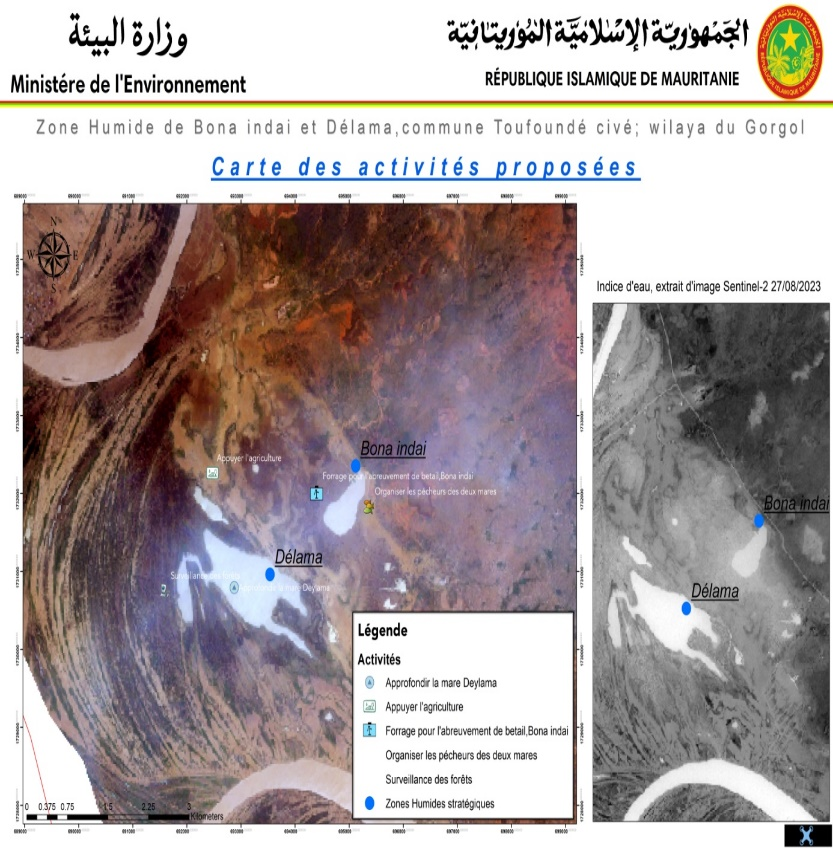 وزارة البيئة
Ministére de l'Environnement
الجمهورية الإسلامية الموريتانية
RÉPUBLIQUE ISLAMIQUE DE MAURITANIE
Zone Humide de Bona indai et Délama,commune Toufoundé civé; wilaya du Gorgol
Carte des activités proposées
Indice d'eau, extrait d'image Sentinel-2 27/08/2023
N
W E
S
Bona indai
Appuyer l'agriculture
Forrage pour l'abreuvement de betail,Bona indai
Organiser les pécheurs des deux mares
Délama
Bona indai
Délama
Légende
Activités
Approfondir la mare Deylama
Appuyer l'agriculture
Forrage pour l'abreuvement de betail,Bona indai
Organiser les pécheurs des deux mares
Surveillance des forêts
Zones Humides stratégiques
0 0.375 0.75 1.5 2.25 3
Kilometers